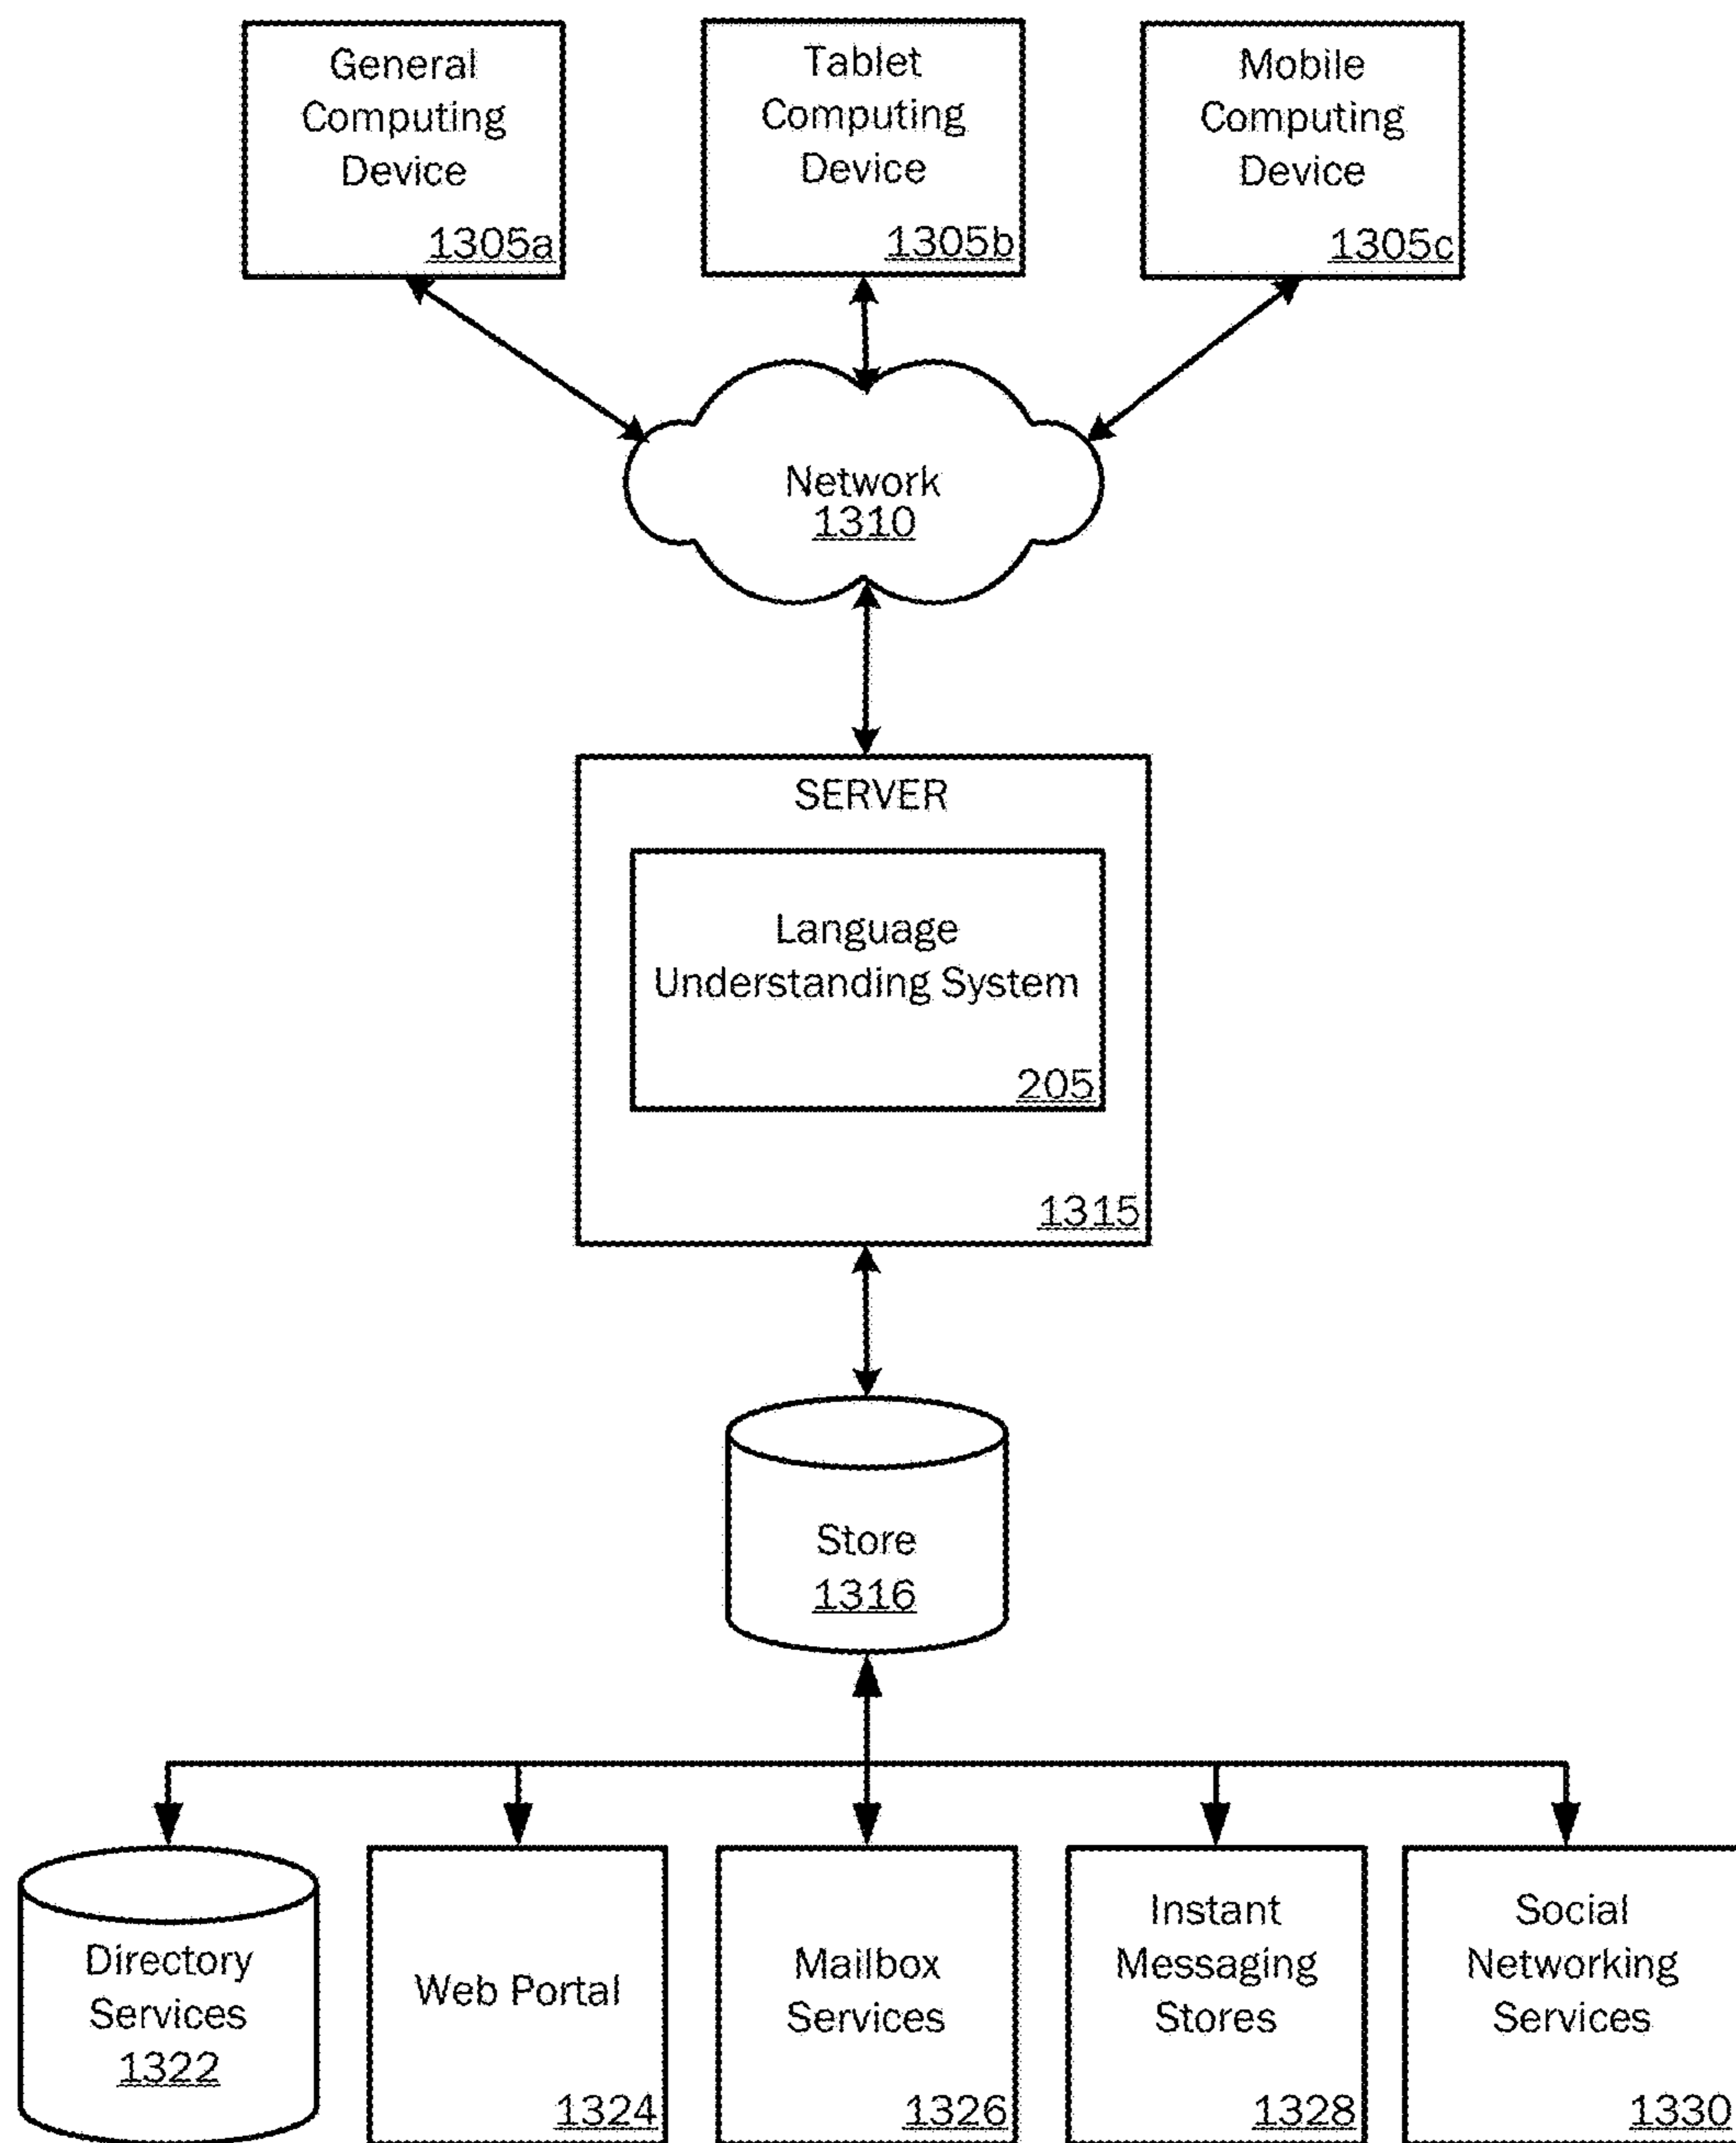 General
Computing
Device
1305a
Tablet
Computing
Device
1305b
Mobile
Computing
Device
1305c
Network
1310
SERVER
Language
Understanding System
205
1315
Store
1316
Directory
Services
1322
Web Portal
1324
Mailbox
Services
1326
Instant
Messaging
Stores
1328
Social
Networking
Services
1330